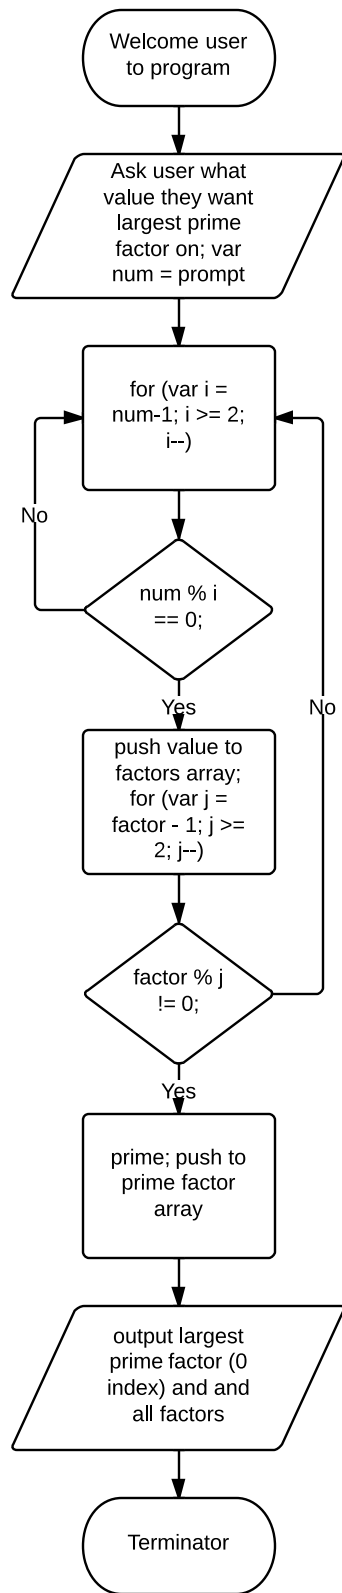 Welcome user
to program
Ask user what
value they want
largest prime
factor on; var
num = prompt
for (var i =
num-1; i >= 2;
i--)
No
num % i
== 0;
Yes
No
push value to
factors array;
for (var j =
factor - 1; j >=
2; j--)
factor % j
!= 0;
Yes
prime; push to
prime factor
array
output largest
prime factor (0
index) and and
all factors
Terminator